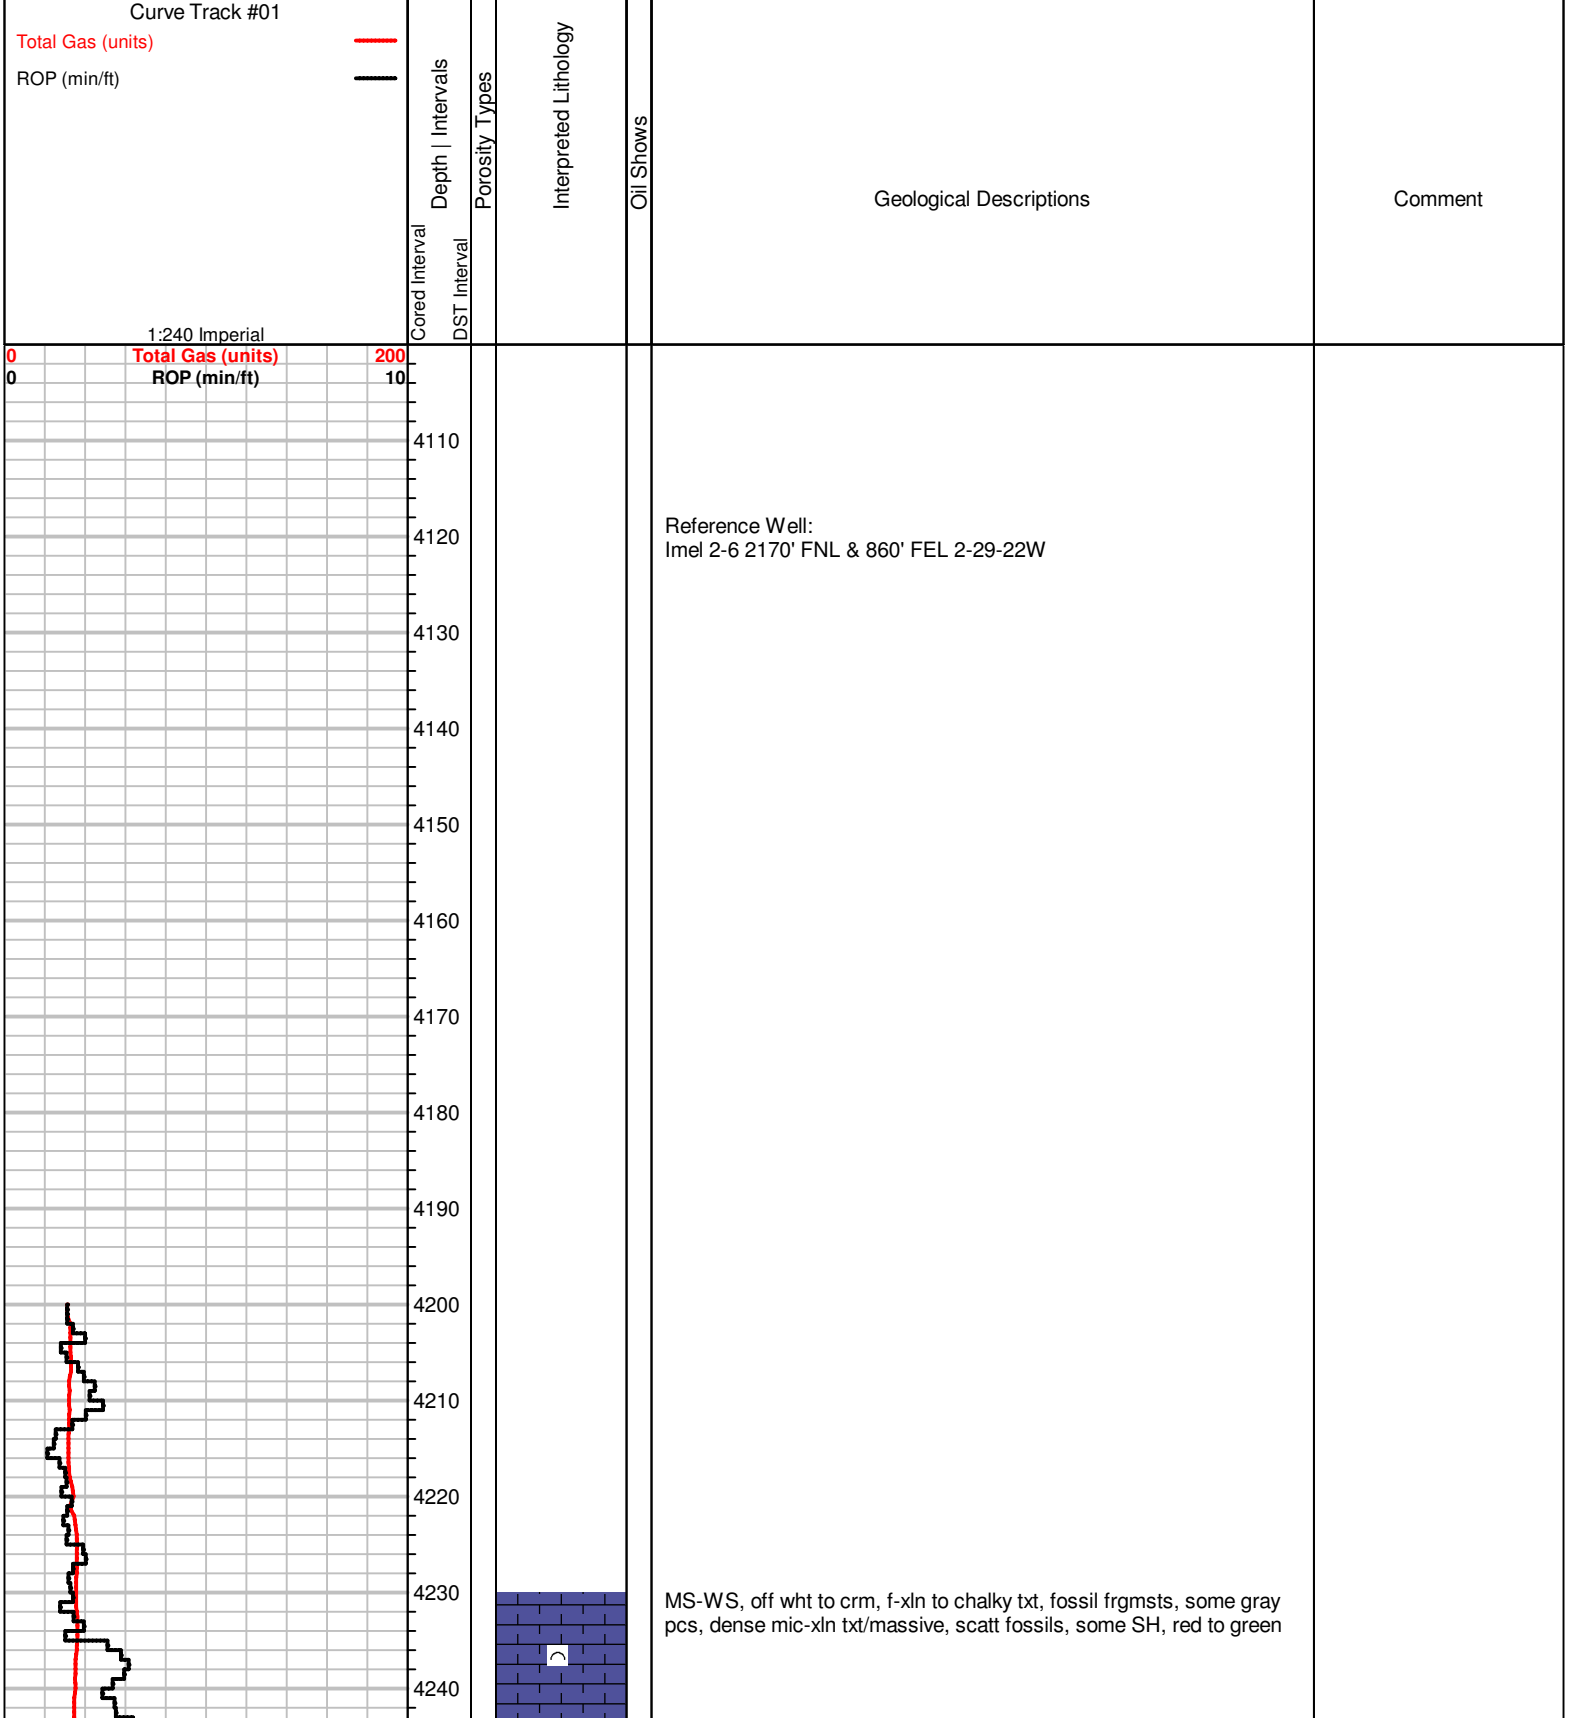 Curve Track #01
Total Gas (units)
ROP (min/ft)
1:240 Imperial
Cored Interval
Depth | Intervals
DST Interval
Porosity Types
Interpreted Lithology
Oil Shows
Geological Descriptions
Comment
0 Total Gas (units) 200
0 ROP (min/ft) 10
4110
Reference Well:
4120
Imel 2-6 2170' FNL & 860' FEL 2-29-22W
4130
4140
4150
4160
4170
4180
4190
4200
4210
4220
4230
MS-WS, off wht to crm, f-xln to chalky txt, fossil frgmsts, some gray
pcs, dense mic-xln txt/massive, scatt fossils, some SH, red to green
4240